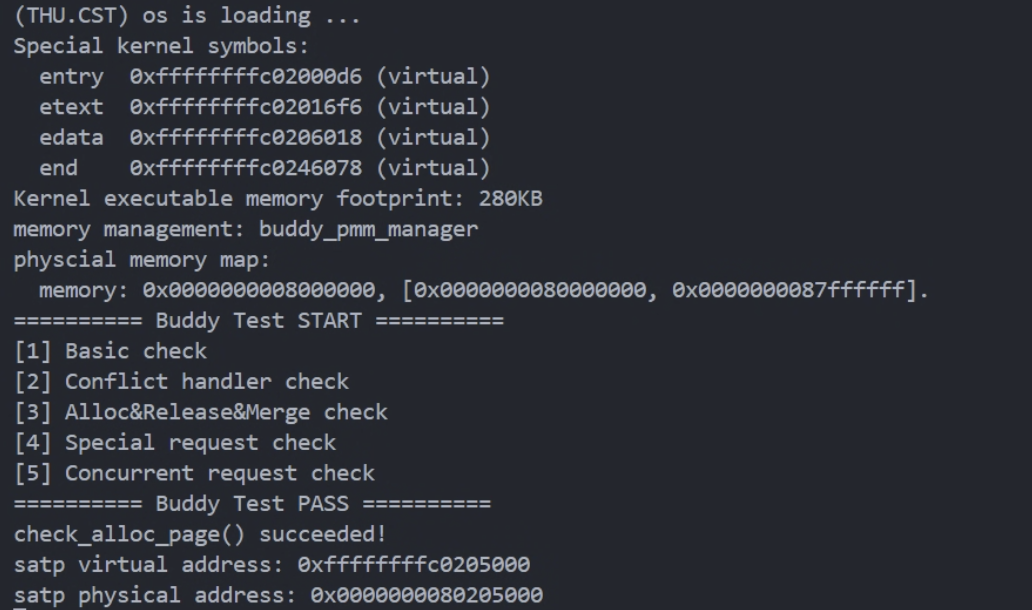 (THU.CST) os is loading ...
Special kernel symbols:
  entry  0xffffffffc02000d6 (virtual)
  etext  0xffffffffc02016f6 (virtual)
  edata  0xffffffffc0206018 (virtual)
  end    0xffffffffc0246078 (virtual)
Kernel executable memory footprint: 280KB
memory management: buddy_pmm_manager
physcial memory map:
  memory: 0x0000000008000000, [0x0000000080000000, 0x0000000087ffffff].
========== Buddy Test START ==========
[1] Basic check
[2] Conflict handler check
[3] Alloc&Release&Merge check
[4] Special request check
[5] Concurrent request check
========== Buddy Test PASS ==========
check_alloc_page() succeeded!
satp virtual address: 0xffffffffc0205000
satp physical address: 0x0000000080205000